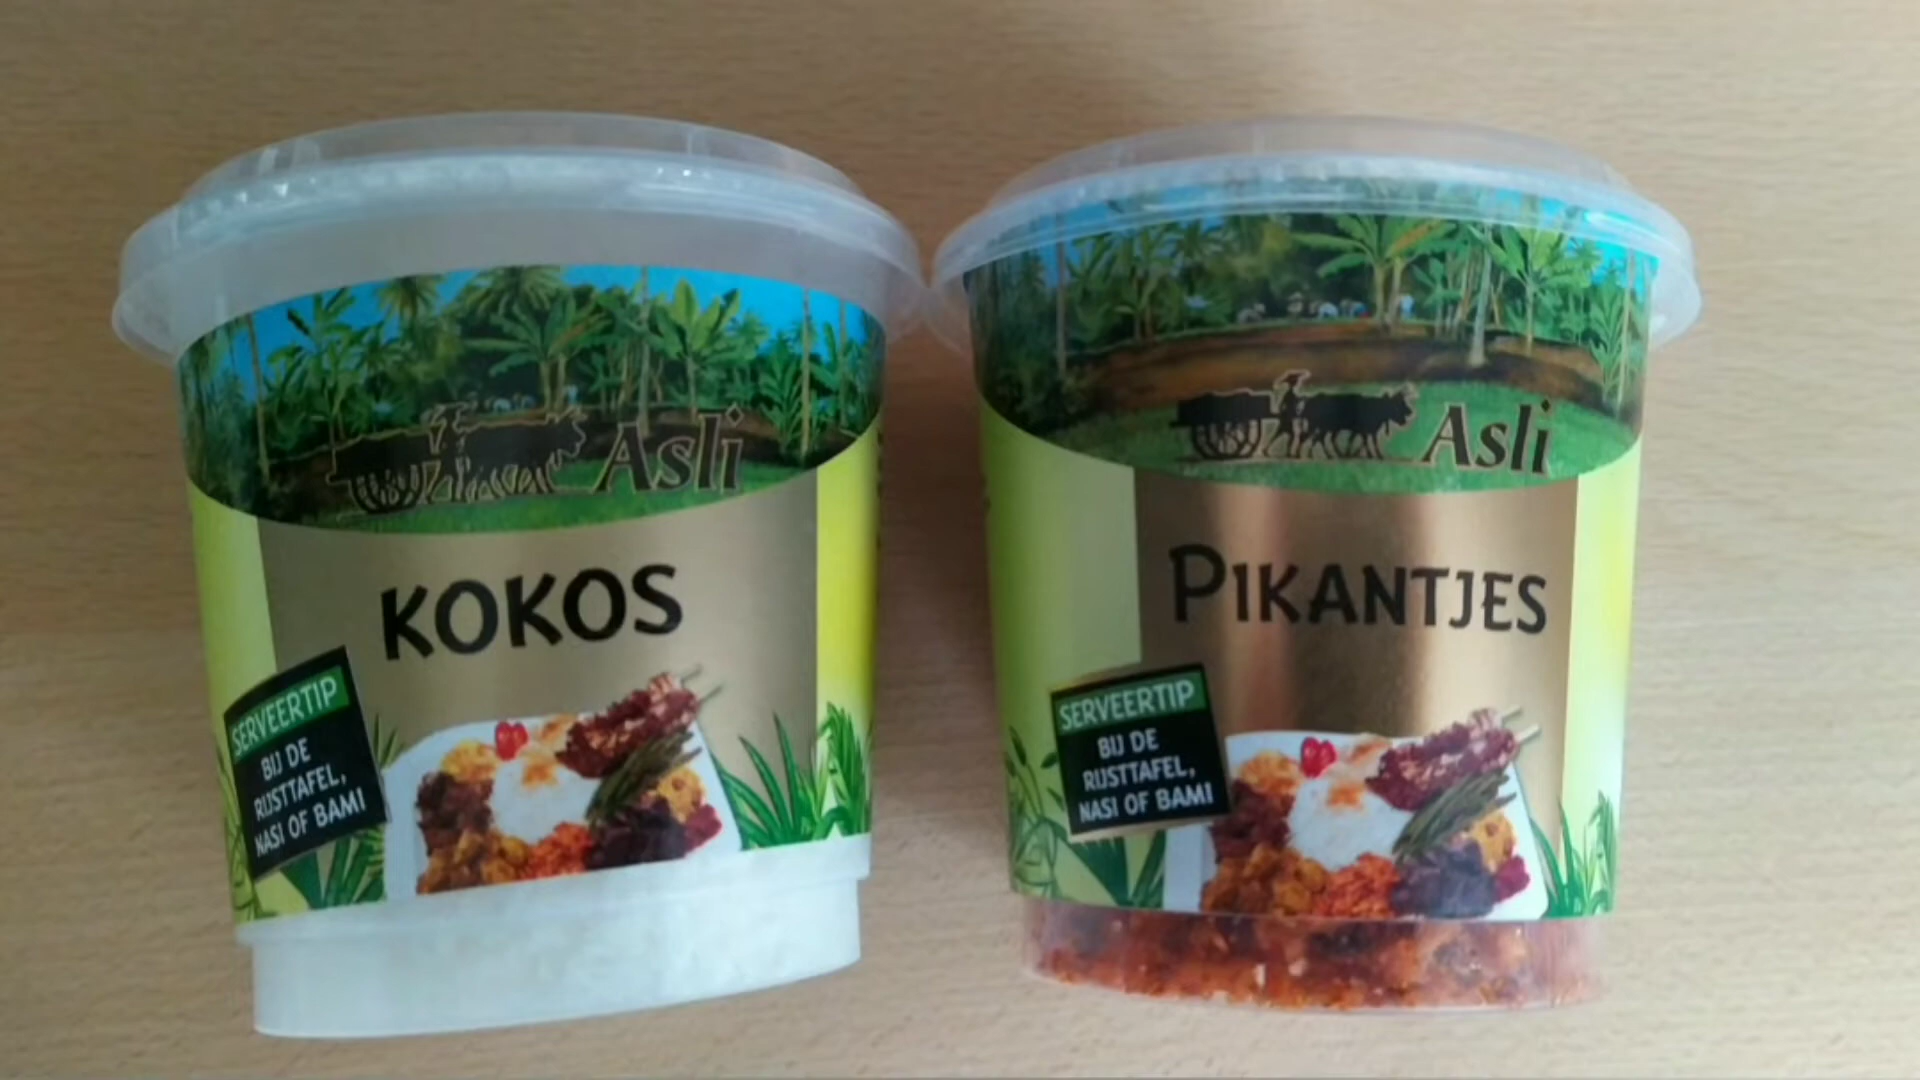 Asli
KOKOS
SERVEERTIP
BIJ DE
RIJSTTAFEL,
NASI OF BAMI
Asli
PIKANTJES
SERVEERTIP
BIJ DE
RIJSTTAFEL,
NASI OF BAMI